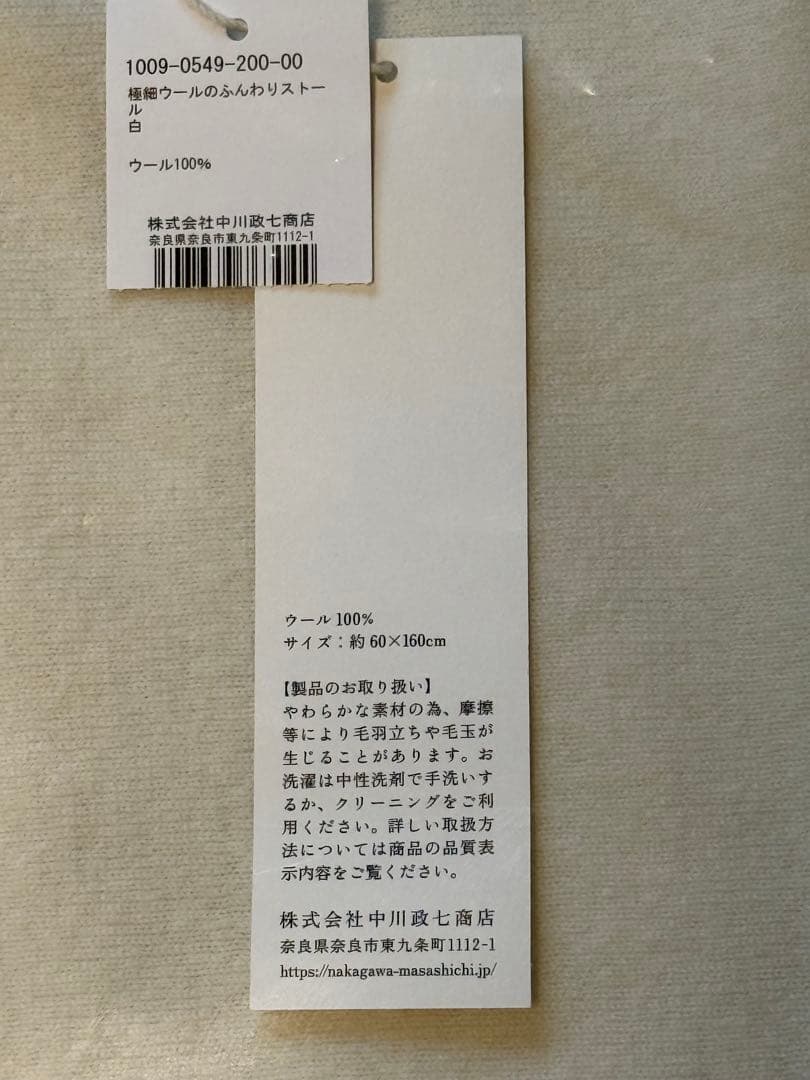 1009-0549-200-00
極細ウールのふんわりストー
ル
白
ウール100%
株式会社中川政七商店
奈良県奈良市東九条町1112-1
ウール 100%
サイズ：約 60×160cm
【製品のお取り扱い】
やわらかな素材の為、摩擦
等により毛羽立ちや毛玉が
生じることがあります。お
洗濯は中性洗剤で手洗いす
るか、クリーニングをご利
用ください。詳しい取扱方
法については商品の品質表
示内容をご覧ください。
株式会社中川政七商店
奈良県奈良市東九条町1112-1
https://nakagawa-masashichi.jp/